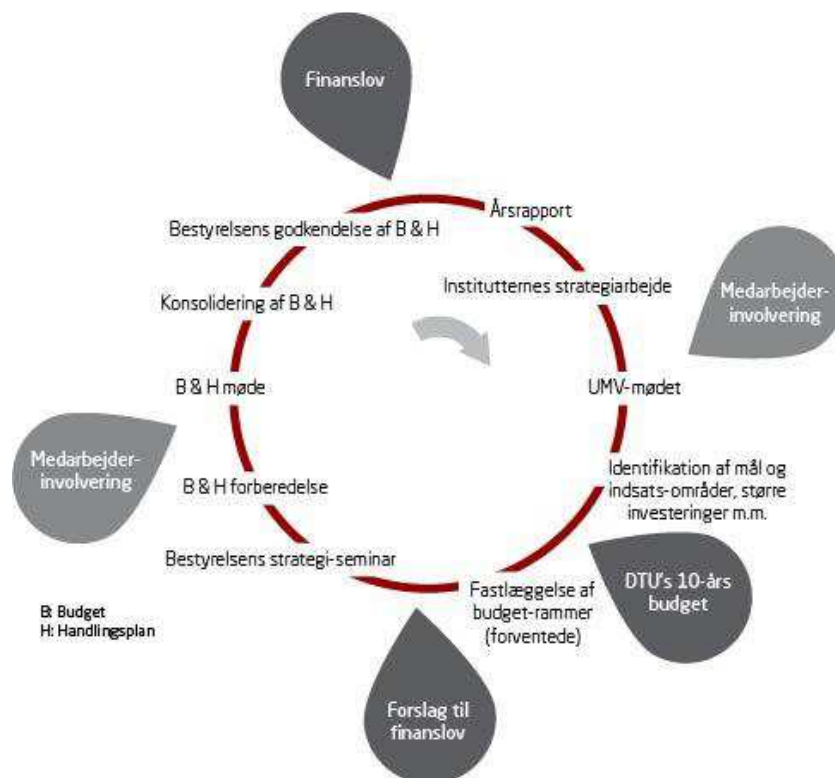 Finanslov
Årsrapport
Bestyrelsens godkendelse af B & H
Institutternes strategiarbejde
Medarbejder-
involvering
Konsolidering af B & H
B & H møde
UMV-mødet
Medarbejder-
involvering
Identifikation af mål og
indsats-områder, større
investeringer m.m.
B & H forberedelse
Bestyrelsens strategi-seminar
DTU's 10-års
budget
Fastlæggelse af
budget-rammer
(forventede)
B: Budget
H: Handlingsplan
Forslag til
finanslov